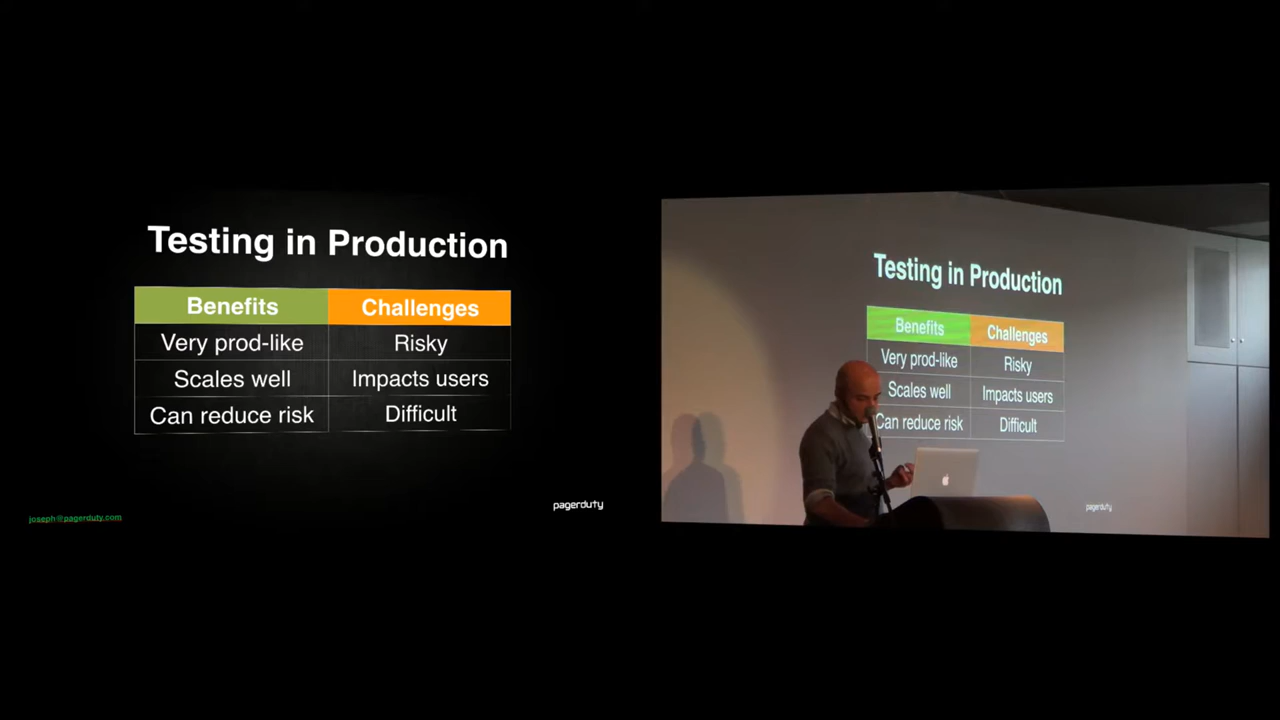 Testing in Production
Benefits Challenges
Very prod-like Risky
Scales well Impacts users
Can reduce risk Difficult
joseph@pagerduty.com
pagerduty
Testing in Production
Benefits Challenges
Very prod-like Risky
Scales well Impacts users
Can reduce risk Difficult
pagerduty